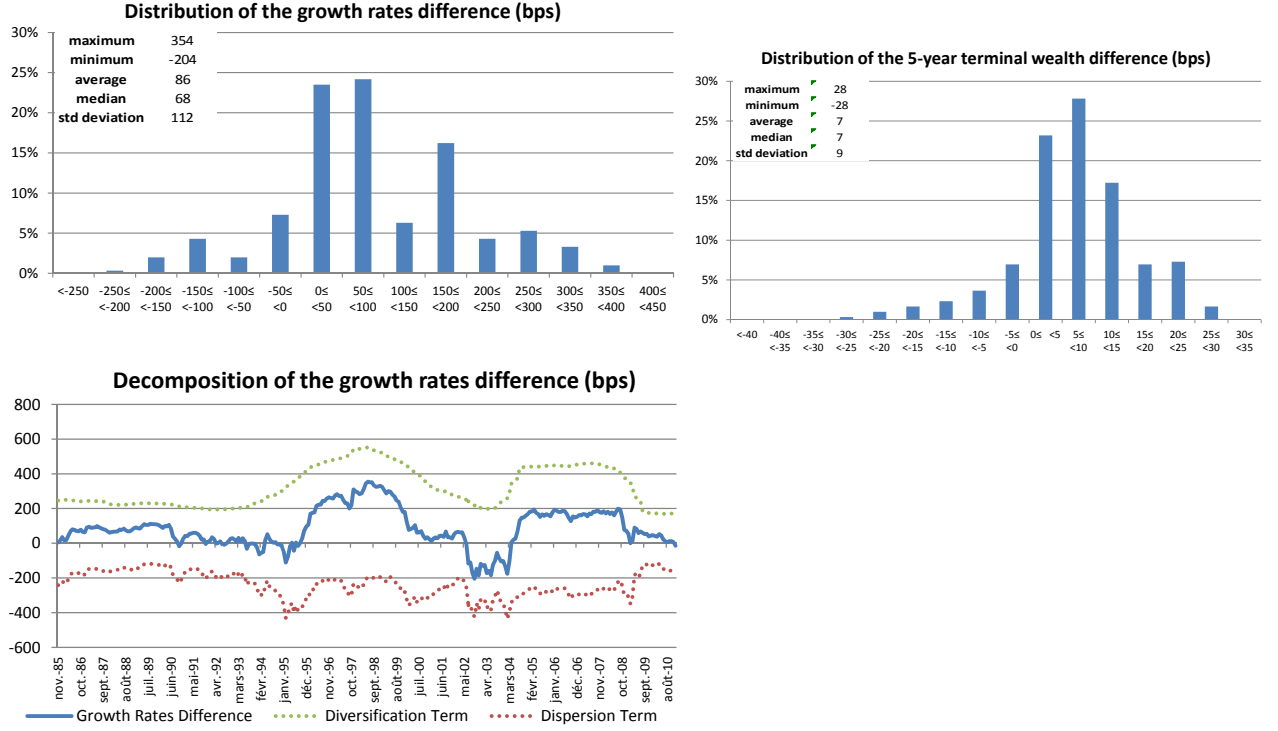 Distribution of the growth rates difference (bps)
30%
25%
20%
15%
10%
5%
0%
maximum 354
minimum -204
average 86
median 68
std deviation 112
<-250 -250≤ -200≤ -150≤ -100≤ -50≤ 0≤ 50≤ 100≤ 150≤ 200≤ 250≤ 300≤ 350≤ 400≤
<-200 <-150 <-100 <-50 <0 <50 <100 <150 <200 <250 <300 <350 <400 <450
Distribution of the 5-year terminal wealth difference (bps)
30%
25%
20%
15%
10%
5%
0%
maximum 28
minimum -28
average 7
median 7
std deviation 9
<-40 -40≤ -35≤ -30≤ -25≤ -20≤ -15≤ -10≤ -5≤ 0≤ <5 5≤ 10≤ 15≤ 20≤ 25≤ 30≤
<-35 <-30 <-25 <-20 <-15 <-10 <-5 <0 <10 <15 <20 <25 <30 <35
Decomposition of the growth rates difference (bps)
800
600
400
200
0
-200
-400
-600
nov.-85
oct.-86
sept.-87
août-88
juil.-89
juin-90
mai-91
avr.-92
mars-93
févr.-94
janv.-95
déc.-95
nov.-96
oct.-97
sept.-98
août-99
juil.-00
juin-01
mai-02
avr.-03
mars-04
févr.-05
janv.-06
déc.-06
nov.-07
oct.-08
sept.-09
août-10
Growth Rates Difference Diversification Term Dispersion Term